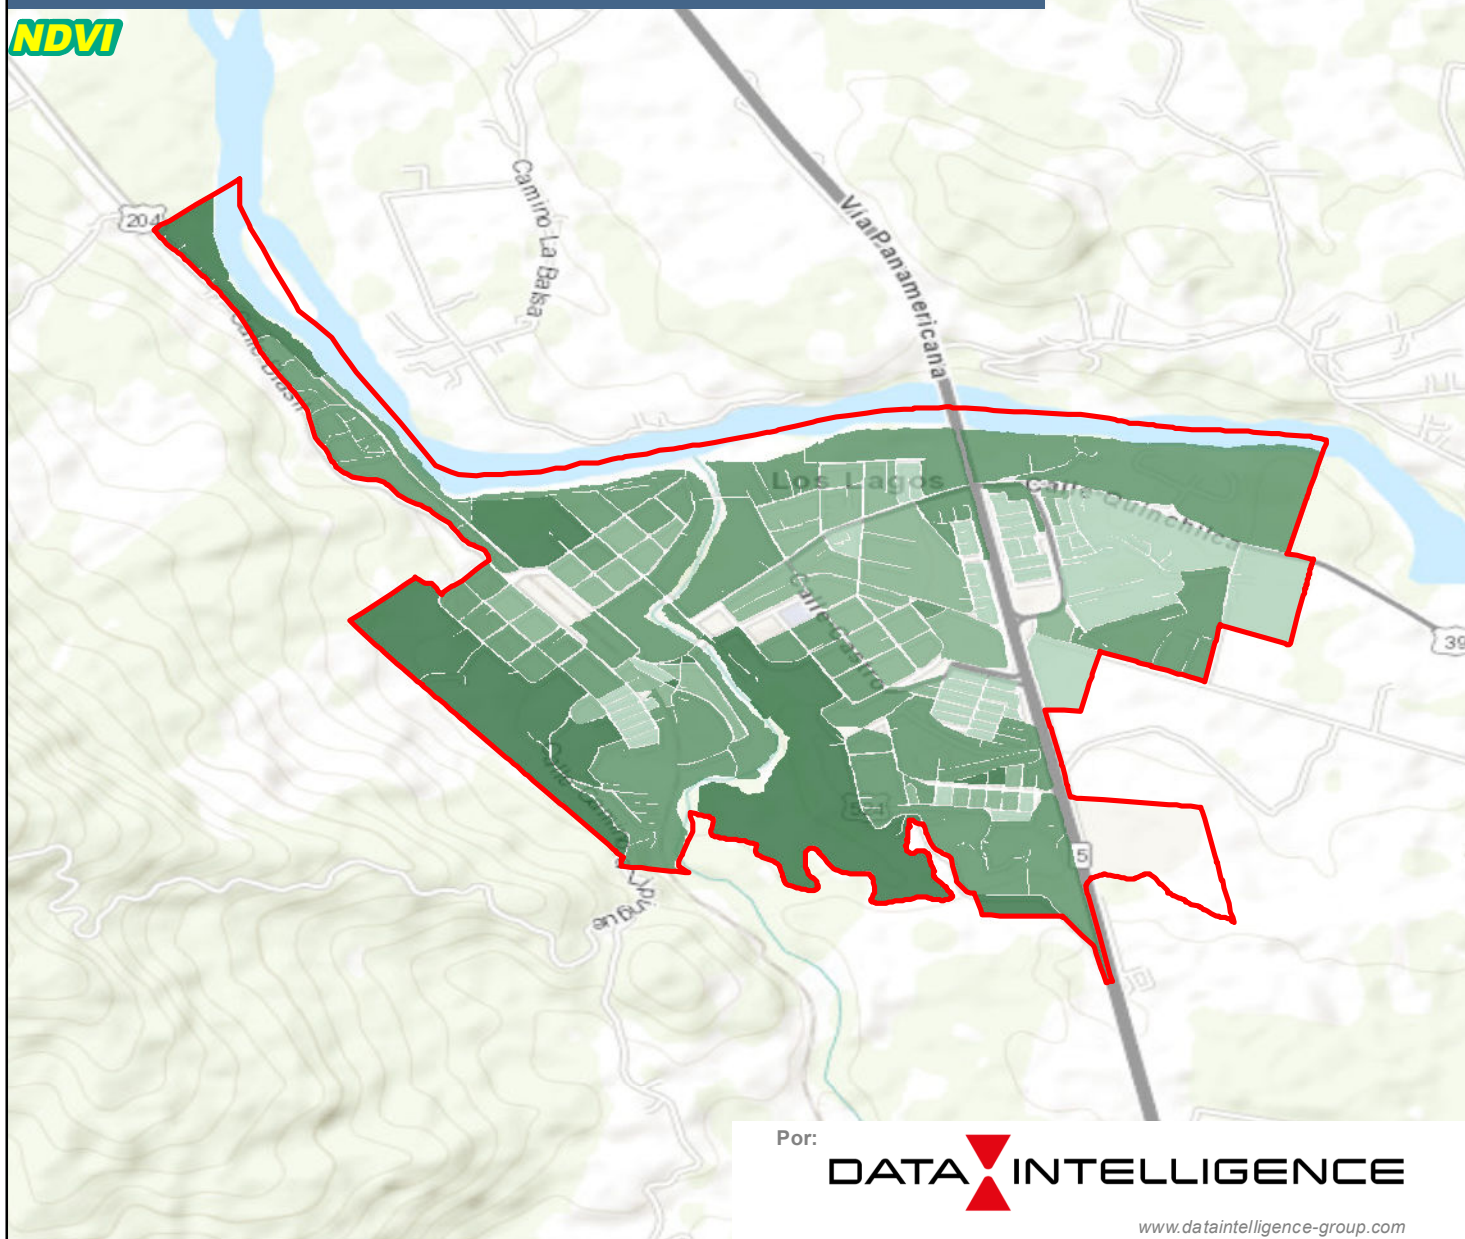 NDVI
204
Camino La Balsa
Vial Panamericana
Los Lagos
Calle Quinchilca
Calle Castro
39
5
Por:
DATA INTELLIGENCE
www.dataintelligence-group.com